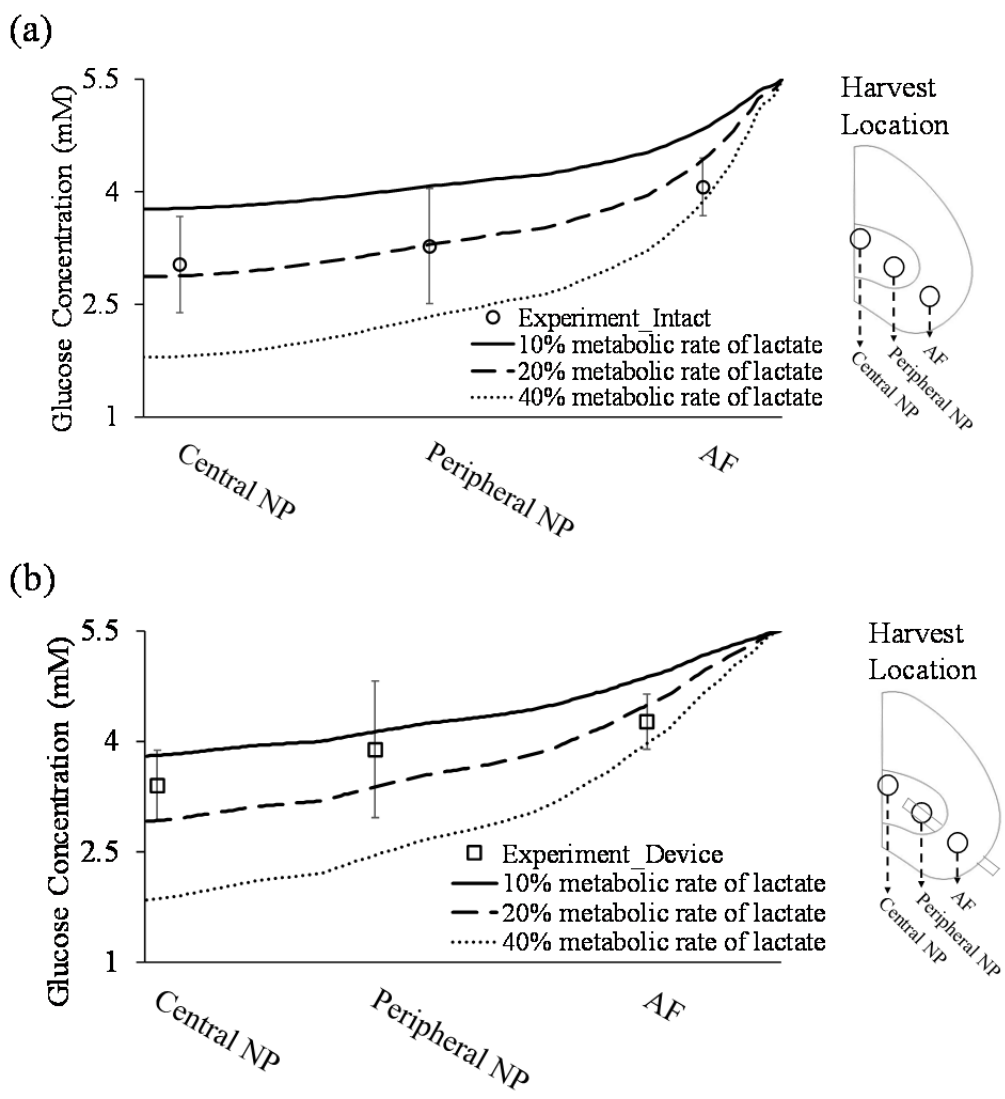 (a)
Glucose Concentration (mM)
5.5
4
2.5
1
Experiment_Intact
10% metabolic rate of lactate
20% metabolic rate of lactate
40% metabolic rate of lactate
Central NP
Peripheral NP
AF
Harvest
Location
Central NP
Peripheral NP
AF
(b)
Glucose Concentration (mM)
5.5
4
2.5
1
Experiment_Device
10% metabolic rate of lactate
20% metabolic rate of lactate
40% metabolic rate of lactate
Central NP
Peripheral NP
AF
Harvest
Location
Central NP
Peripheral NP
AF